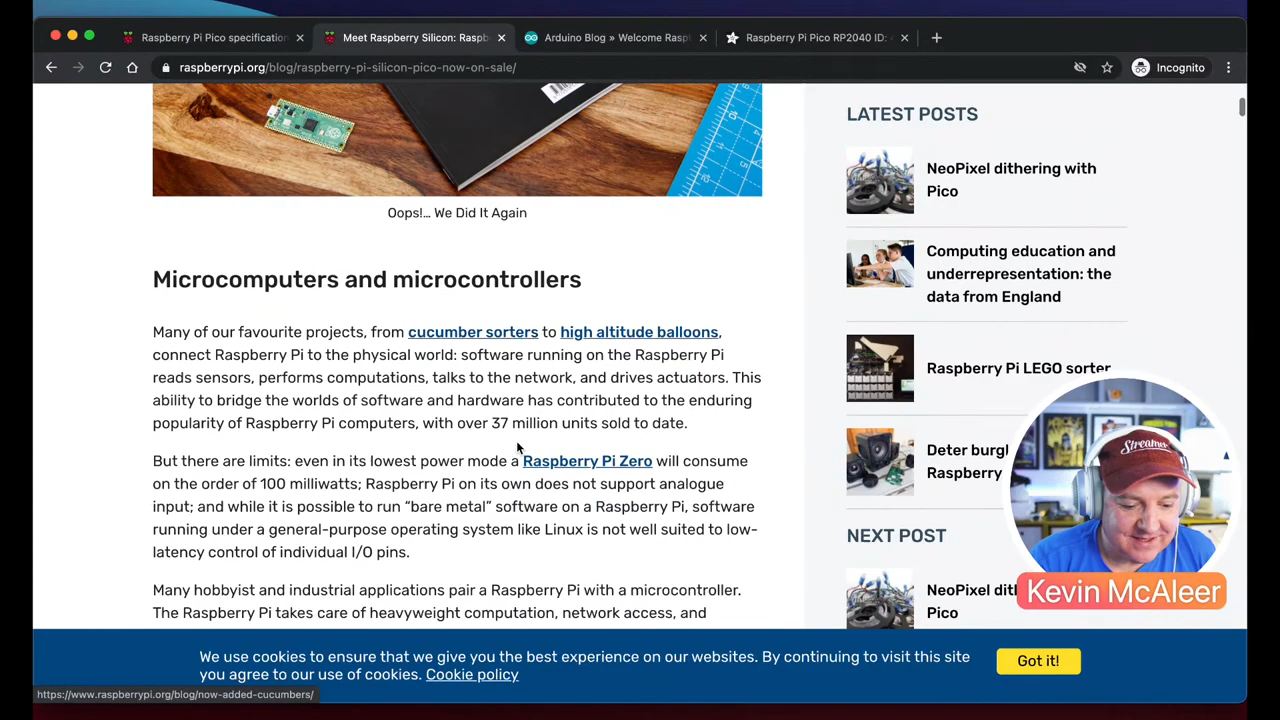 Raspberry Pi Pico specification
Meet Raspberry Silicon: Raspb
Arduino Blog » Welcome Rasp
Raspberry Pi Pico RP2040 ID:
raspberrypi.org/blog/raspberry-pi-silicon-pico-now-on-sale/
Incognito
Oops!... We Did It Again
Microcomputers and microcontrollers
Many of our favourite projects, from cucumber sorters to high altitude balloons,
connect Raspberry Pi to the physical world: software running on the Raspberry Pi
reads sensors, performs computations, talks to the network, and drives actuators. This
ability to bridge the worlds of software and hardware has contributed to the enduring
popularity of Raspberry Pi computers, with over 37 million units sold to date.
But there are limits: even in its lowest power mode a Raspberry Pi Zero will consume
on the order of 100 milliwatts; Raspberry Pi on its own does not support analogue
input; and while it is possible to run “bare metal” software on a Raspberry Pi, software
running under a general-purpose operating system like Linux is not well suited to low-
latency control of individual I/O pins.
Many hobbyist and industrial applications pair a Raspberry Pi with a microcontroller.
The Raspberry Pi takes care of heavyweight computation, network access, and
LATEST POSTS
NeoPixel dithering with
Pico
Computing education and
underrepresentation: the
data from England
Raspberry Pi LEGO sorter
Deter burgl
Raspberry
NEXT POST
NeoPixel dit
Pico
Streamer
Kevin McAleer
We use cookies to ensure that we give you the best experience on our websites. By continuing to visit this site
you agree to our use of cookies. Cookie policy
Got it!
https://www.raspberrypi.org/blog/now-added-cucumbers/